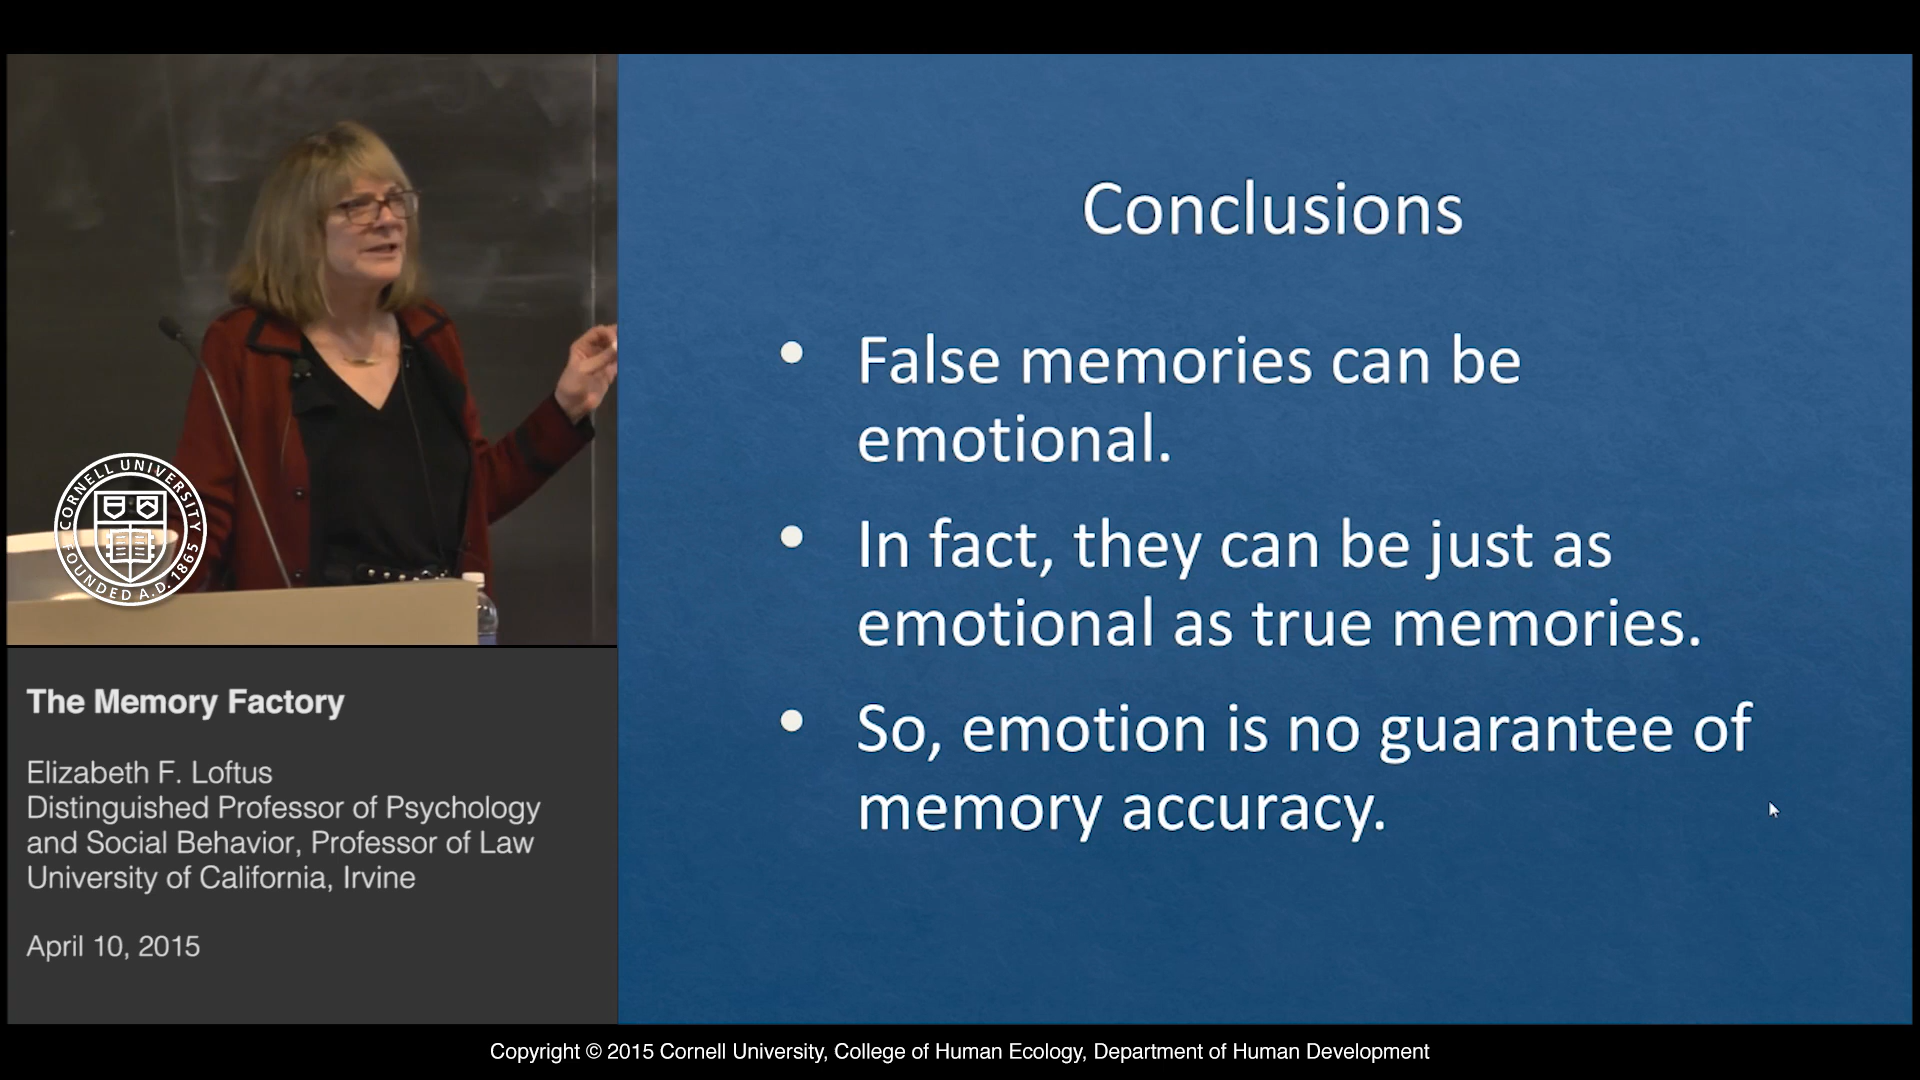 Conclusions
• False memories can be
emotional.
• In fact, they can be just as
emotional as true memories.
• So, emotion is no guarantee of
memory accuracy.
CORNELL UNIVERSITY
FOUNDED A.D. 1865
The Memory Factory
Elizabeth F. Loftus
Distinguished Professor of Psychology
and Social Behavior, Professor of Law
University of California, Irvine
April 10, 2015
Copyright © 2015 Cornell University, College of Human Ecology, Department of Human Development